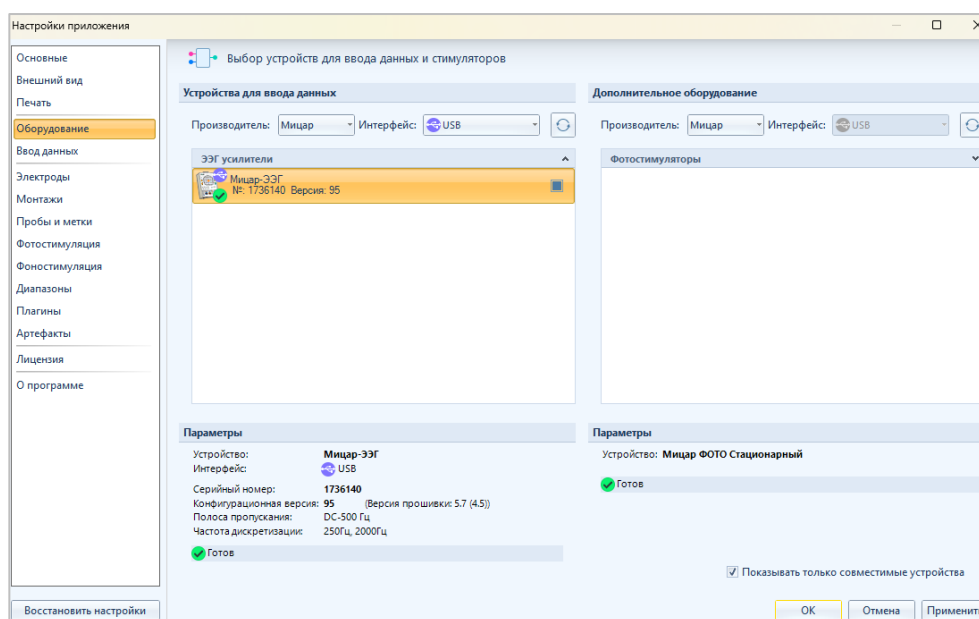 Настройки приложения
Основные
Внешний вид
Печать
Оборудование
Ввод данных
Электроды
Монтажи
Пробы и метки
Фотостимуляция
Фоностимуляция
Диапазоны
Плагины
Артефакты
Лицензия
О программе
Восстановить настройки
Выбор устройств для ввода данных и стимуляторов
Устройства для ввода данных
Производитель: Мицар Интерфейс: USB
ЭЭГ усилители
Мицар-ЭЭГ
№: 1736140 Версия: 95
Параметры
Устройство: Мицар-ЭЭГ
Интерфейс: USB
Серийный номер: 1736140
Конфигурационная версия: 95 (Версия прошивки: 5.7 (4.5))
Полоса пропускания: DC-500 Гц
Частота дискретизации: 250Гц, 2000Гц
Готов
Дополнительное оборудование
Производитель: Мицар Интерфейс: USB
Фотостимуляторы
Параметры
Устройство: Мицар ФОТО Стационарный
Готов
Показывать только совместимые устройства
ОК Отмена Применит